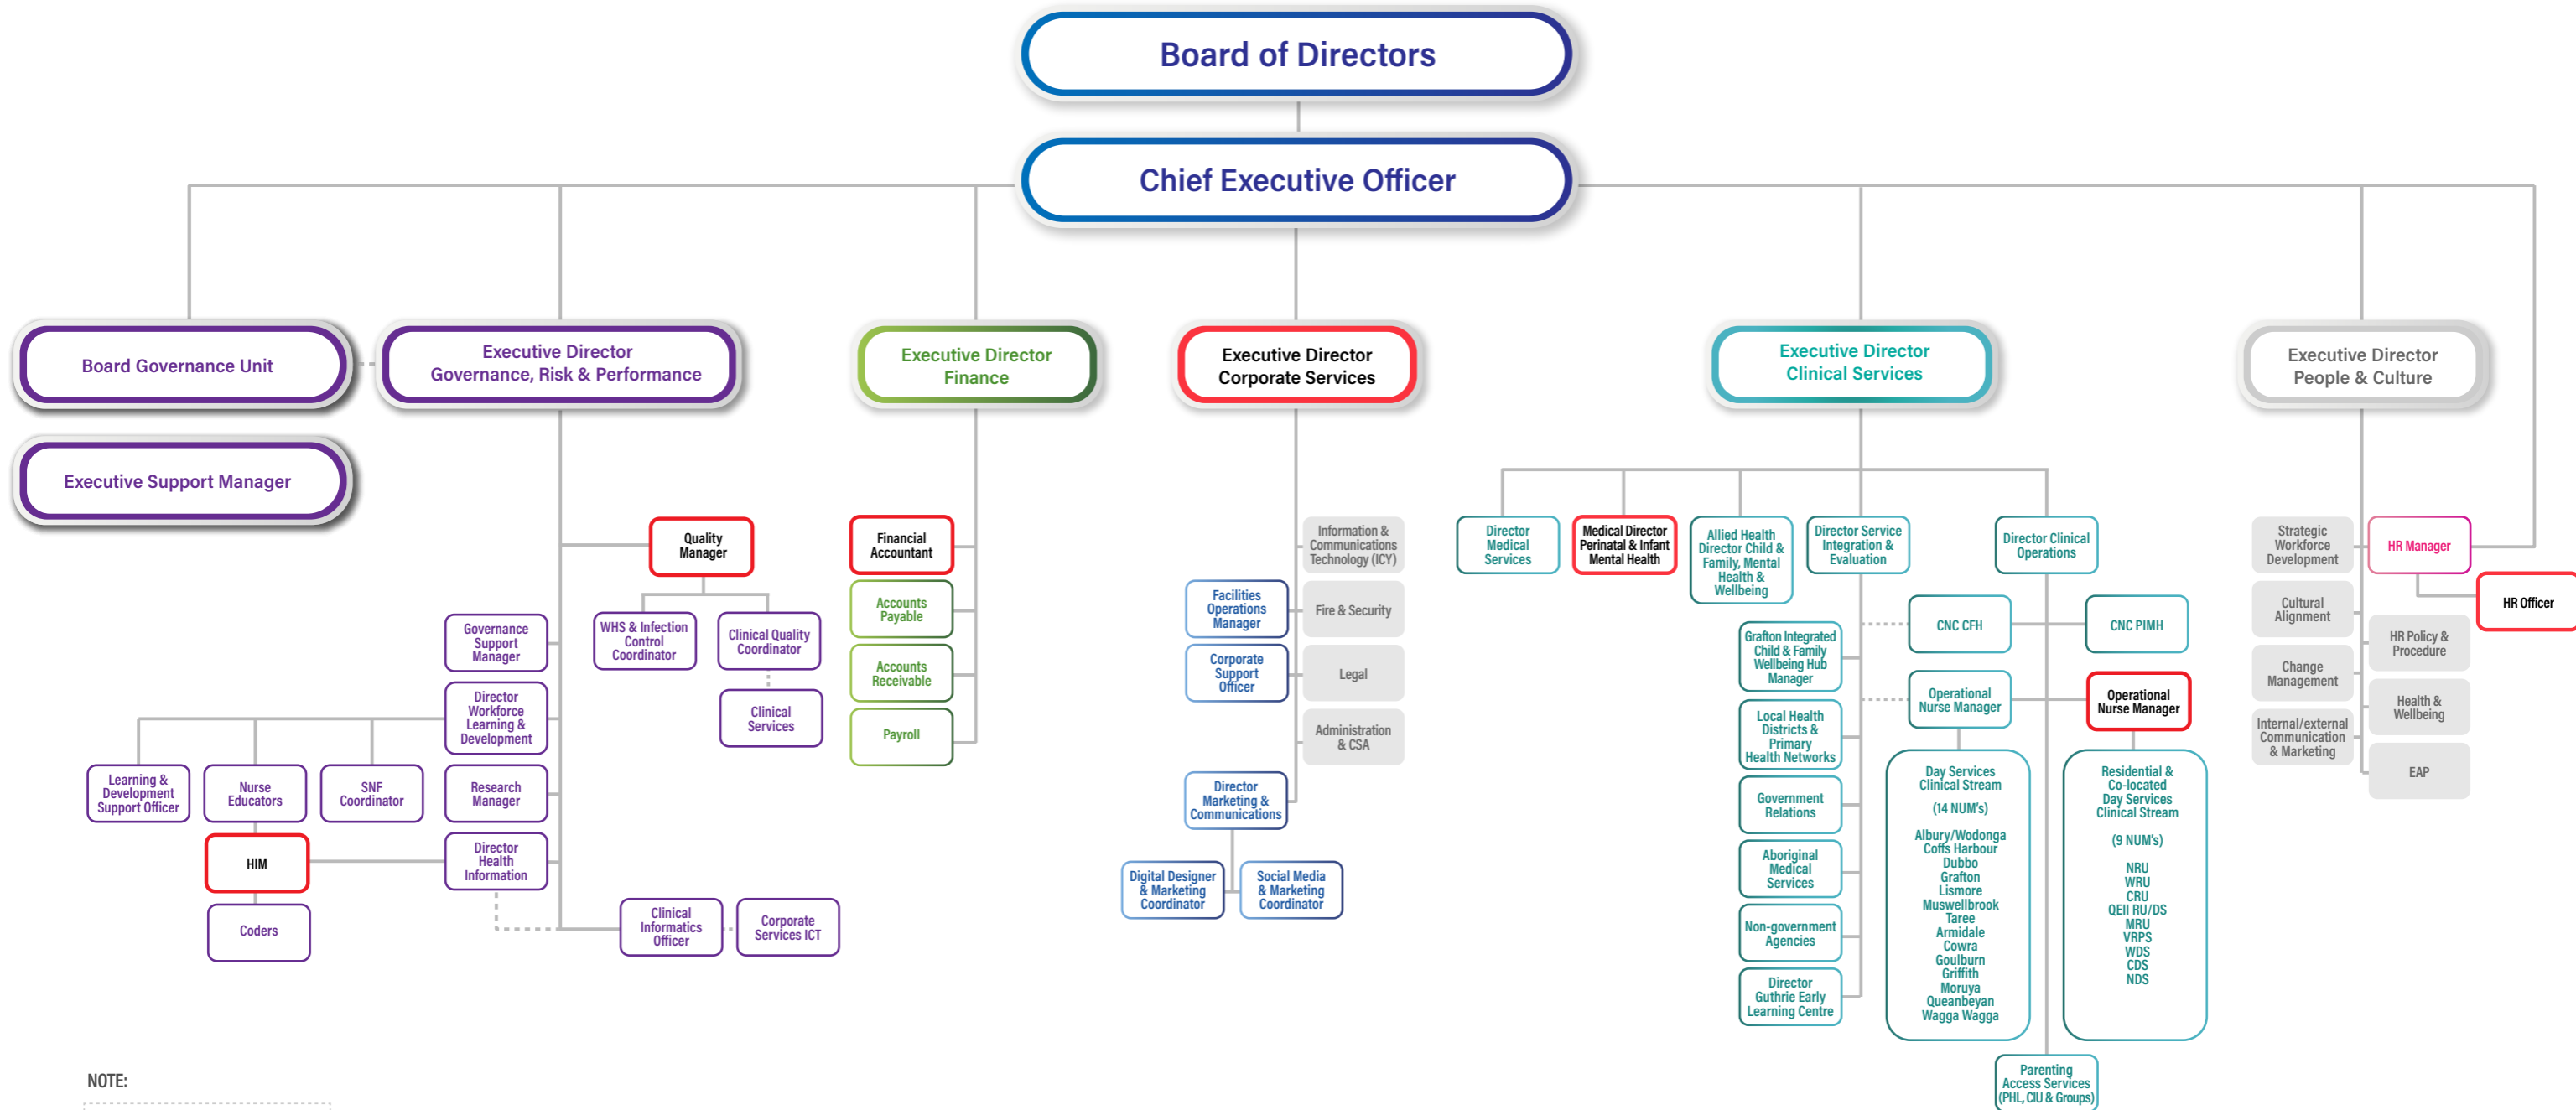 Board of Directors
Chief Executive Officer
Board Governance Unit
Executive Director
Governance, Risk & Performance
Executive Director
Finance
Executive Director
Corporate Services
Executive Director
Clinical Services
Executive Director
People & Culture
Executive Support Manager
Quality
Manager
WHS & Infection
Control
Coordinator
Clinical Quality
Coordinator
Clinical
Services
Governance
Support
Manager
Director
Workforce
Learning &
Development
Learning &
Development
Support Officer
Nurse
Educators
SNF
Coordinator
Research
Manager
HIM
Director
Health
Information
Coders
Clinical
Informatics
Officer
Corporate
Services ICT
Financial
Accountant
Accounts
Payable
Accounts
Receivable
Payroll
Information &
Communications
Technology (ICY)
Facilities
Operations
Manager
Fire & Security
Corporate
Support
Officer
Legal
Administration
& CSA
Director
Marketing &
Communications
Digital Designer
& Marketing
Coordinator
Social Media
& Marketing
Coordinator
Director
Medical
Services
Medical Director
Perinatal & Infant
Mental Health
Allied Health
Director Child &
Family, Mental
Health &
Wellbeing
Director Service
Integration &
Evaluation
Director Clinical
Operations
Grafton Integrated
Child & Family
Wellbeing Hub
Manager
Local Health
Districts &
Primary
Health Networks
Government
Relations
Aboriginal
Medical
Services
Non-government
Agencies
Director
Guthrie Early
Learning Centre
CNC CFH
CNC PIMH
Operational
Nurse Manager
Operational
Nurse Manager
Day Services
Clinical Stream
(14 NUM's)
Albury/Wodonga
Coffs Harbour
Dubbo
Grafton
Lismore
Muswellbrook
Taree
Armidale
Cowra
Goulburn
Griffith
Moruya
Queanbeyan
Wagga Wagga
Residential &
Co-located
Day Services
Clinical Stream
(9 NUM's)
NRU
WRU
CRU
QEII RU/DS
MRU
VRPS
WDS
CDS
NDS
Parenting
Access Services
(PHL, CIU & Groups)
Strategic
Workforce
Development
HR Manager
HR Officer
Cultural
Alignment
HR Policy &
Procedure
Change
Management
Health &
Wellbeing
Internal/external
Communication
& Marketing
EAP
NOTE: